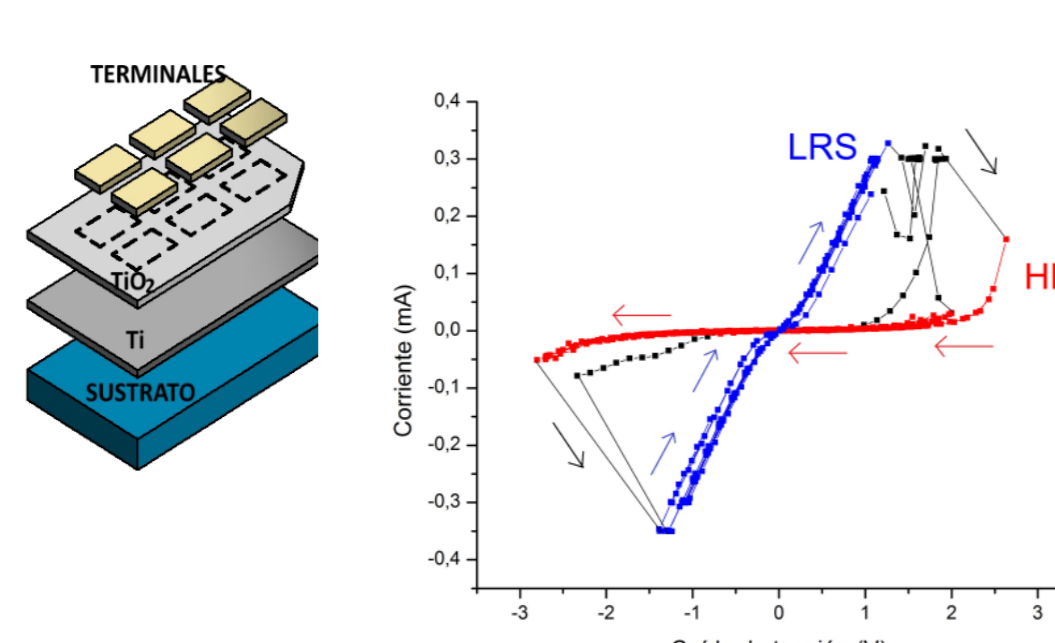 TERMINALES
TiO2
Ti
SUSTRATO
Corriente (mA)
0,4
0,3
0,2
0,1
0,0
-0,1
-0,2
-0,3
-0,4
LRS
-3
-2
-1
0
1
2
3